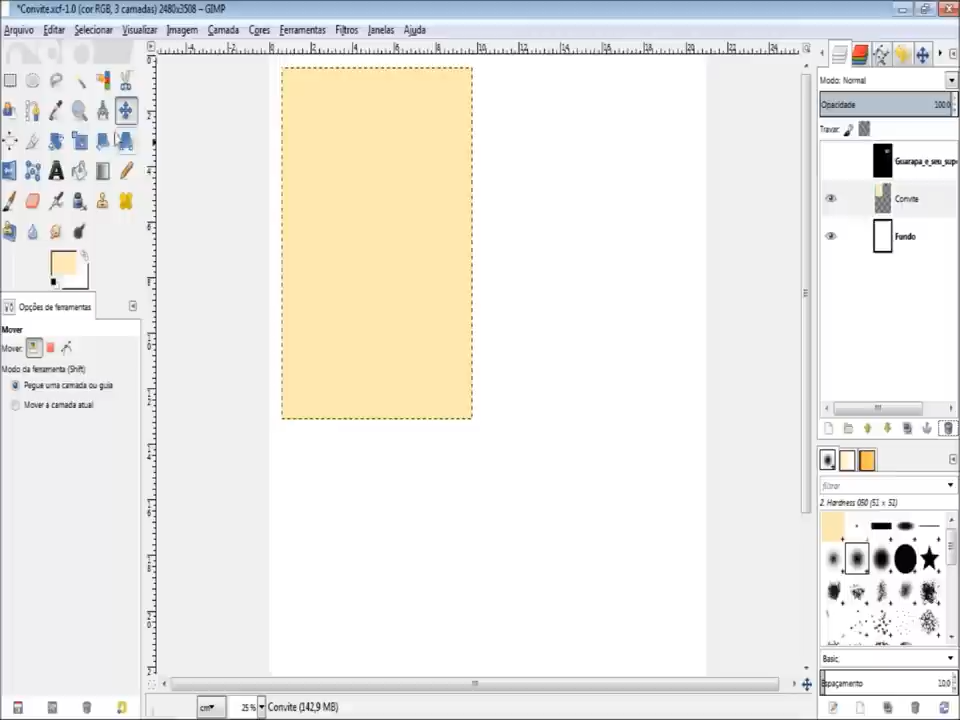 *Convite.xcf-1.0 (cor RGB, 3 camadas) 2480x3508 – GIMP
Arquivo Editar Selecionar Visualizar Imagem Camada Cores Ferramentas Filtros Janelas Ajuda
Modo: Normal
Opacidade 100,0
Travar:
Guarapa_e_seu_sup
Convite
Fundo
Opções de ferramentas
Mover
Mover:
Modo da ferramenta (Shift)
Pegue uma camada ou guia
Mover a camada atual
filtrar
2. Hardness 050 (51 × 51)
Basic,
Espaçamento 10,0
cm 25 % Convite (142,9 MB)